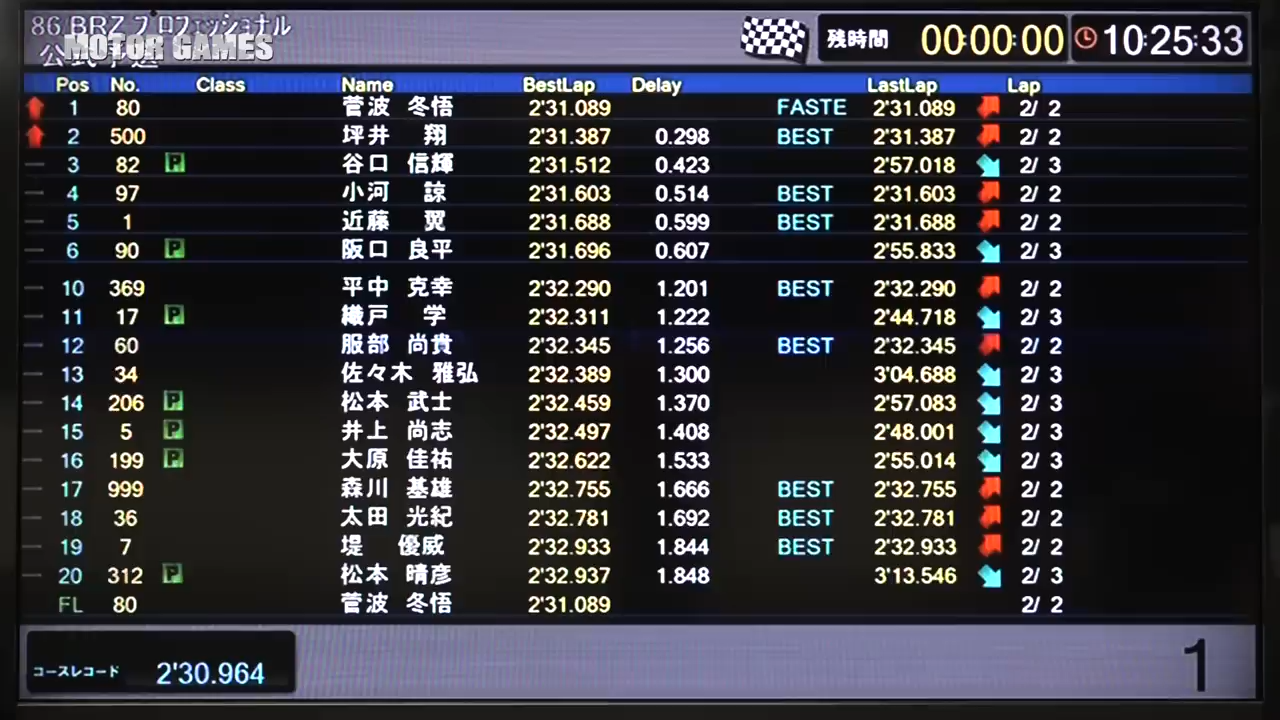 86 BRZ プロフェッショナル
公式予選
MOTOR GAMES
残時間 00:00:00 10:25:33
Pos No. Class Name BestLap Delay LastLap Lap
1 80 菅波 冬悟 2'31.089 FASTE 2'31.089 2/ 2
2 500 坪井 翔 2'31.387 0.298 BEST 2'31.387 2/ 2
3 82 P 谷口 信輝 2'31.512 0.423 2'57.018 2/ 3
4 97 小河 諒 2'31.603 0.514 BEST 2'31.603 2/ 2
5 1 近藤 翼 2'31.688 0.599 BEST 2'31.688 2/ 2
6 90 P 阪口 良平 2'31.696 0.607 2'55.833 2/ 3
10 369 平中 克幸 2'32.290 1.201 BEST 2'32.290 2/ 2
11 17 P 織戸 学 2'32.311 1.222 2'44.718 2/ 3
12 60 服部 尚貴 2'32.345 1.256 BEST 2'32.345 2/ 2
13 34 佐々木 雅弘 2'32.389 1.300 3'04.688 2/ 3
14 206 P 松本 武士 2'32.459 1.370 2'57.083 2/ 3
15 5 P 井上 尚志 2'32.497 1.408 2'48.001 2/ 3
16 199 P 大原 佳祐 2'32.622 1.533 2'55.014 2/ 3
17 999 森川 基雄 2'32.755 1.666 BEST 2'32.755 2/ 2
18 36 太田 光紀 2'32.781 1.692 BEST 2'32.781 2/ 2
19 7 堤 優威 2'32.933 1.844 BEST 2'32.933 2/ 2
20 312 P 松本 晴彦 2'32.937 1.848 3'13.546 2/ 3
FL 80 菅波 冬悟 2'31.089 2/ 2
コースレコード 2'30.964 1